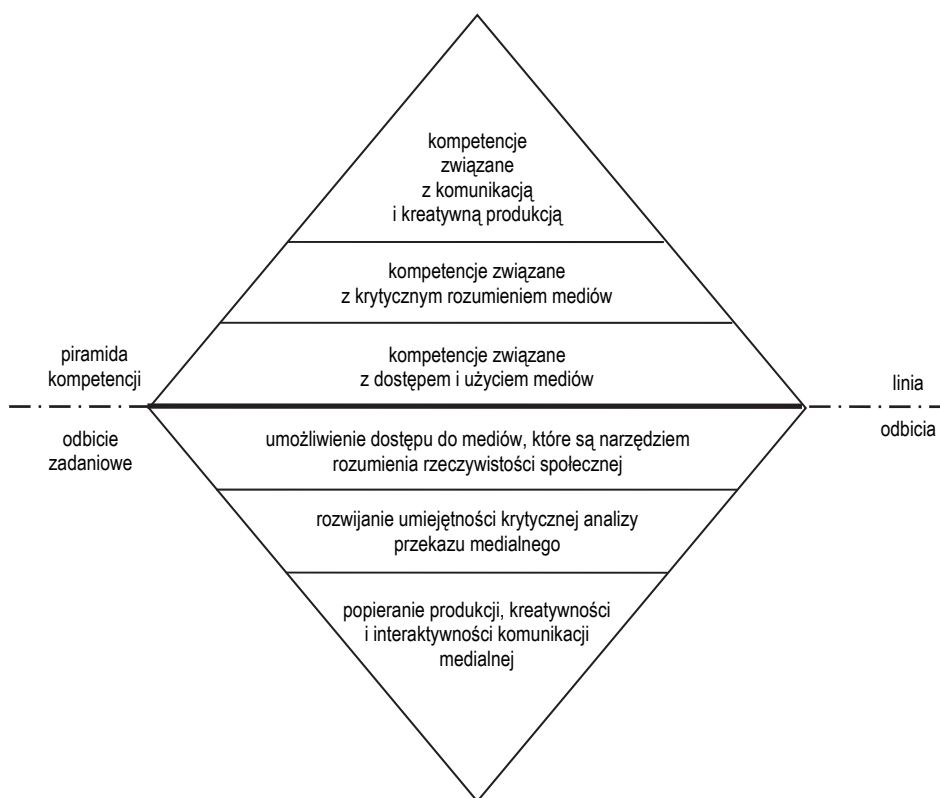 kompetencje
związane
z komunikacją
i kreatywną produkcją
kompetencje związane
z krytycznym rozumieniem mediów
kompetencje związane
z dostępem i użyciem mediów
piramida
kompetencji
linia
odbicia
odbicie
zadaniowe
umożliwienie dostępu do mediów, które są narzędziem
rozumienia rzeczywistości społecznej
rozwijanie umiejętności krytycznej analizy
przekazu medialnego
popieranie produkcji, kreatywności
i interaktywności komunikacji
medialnej